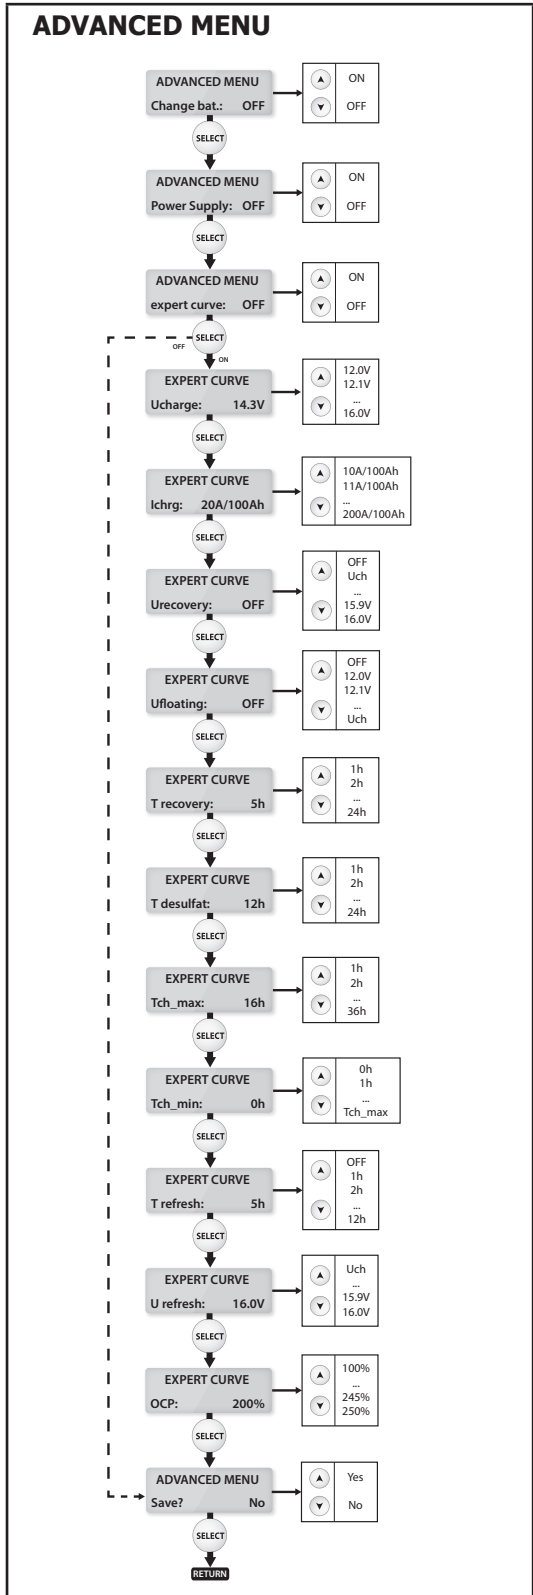 ADVANCED MENU
ADVANCED MENU
Change bat.: OFF
ON
OFF
SELECT
ADVANCED MENU
Power Supply: OFF
ON
OFF
SELECT
ADVANCED MENU
expert curve: OFF
ON
OFF
SELECT
OFF
ON
EXPERT CURVE
Ucharge: 14.3V
12.0V
12.1V
...
16.0V
SELECT
EXPERT CURVE
Ichrg: 20A/100Ah
10A/100Ah
11A/100Ah
...
200A/100Ah
SELECT
EXPERT CURVE
Urecovery: OFF
OFF
Uch
...
15.9V
16.0V
SELECT
EXPERT CURVE
Ufloating: OFF
OFF
12.0V
12.1V
...
Uch
SELECT
EXPERT CURVE
T recovery: 5h
1h
2h
...
24h
SELECT
EXPERT CURVE
T desulfat: 12h
1h
2h
...
24h
SELECT
EXPERT CURVE
Tch_max: 16h
1h
2h
...
36h
SELECT
EXPERT CURVE
Tch_min: 0h
0h
1h
...
Tch_max
SELECT
EXPERT CURVE
T refresh: 5h
OFF
1h
2h
...
12h
SELECT
EXPERT CURVE
U refresh: 16.0V
Uch
...
15.9V
16.0V
SELECT
EXPERT CURVE
OCP: 200%
100%
...
245%
250%
SELECT
ADVANCED MENU
Save? No
Yes
No
SELECT
RETURN